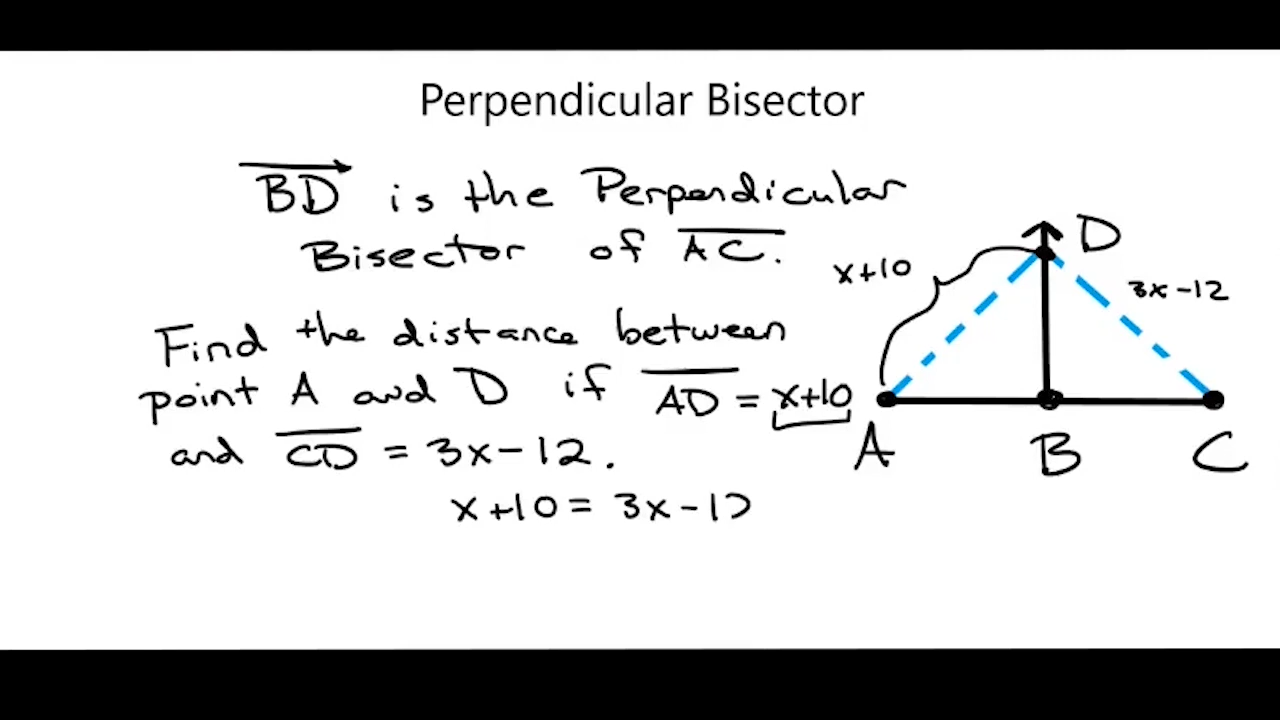 Perpendicular Bisector
BD is the Perpendicular
Bisector of AC.
Find the distance between
point A and D if AD = x+10
and CD = 3x-12.
x+10 = 3x-12
x+10
D
3x-12
A
B
C